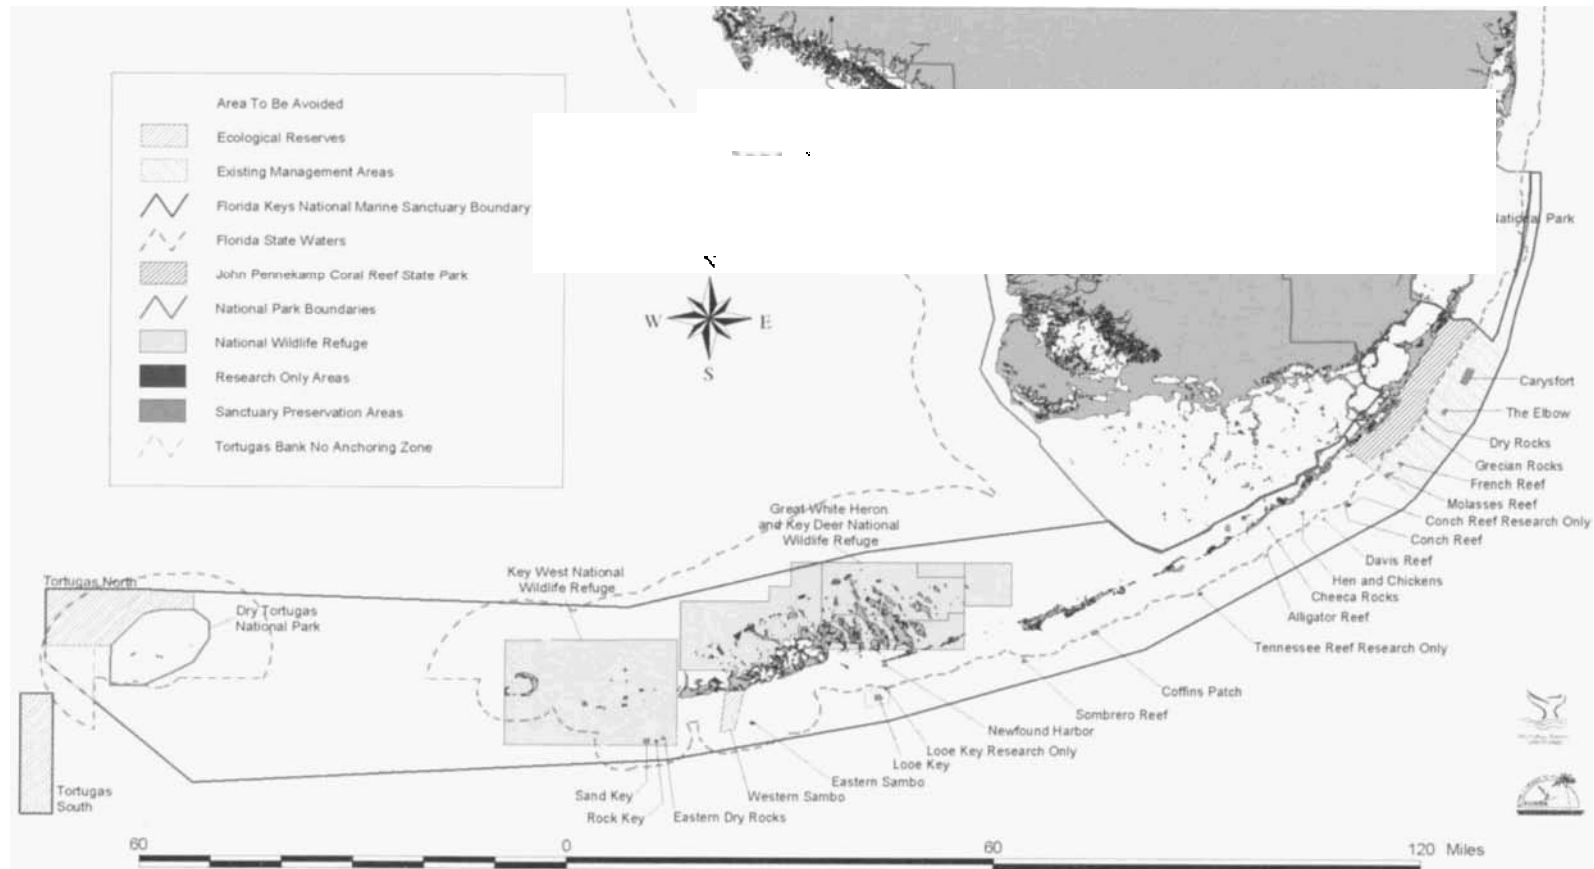 Area To Be Avoided
Ecological Reserves
Existing Management Areas
Florida Keys National Marine Sanctuary Boundary
Florida State Waters
John Pennekamp Coral Reef State Park
National Park Boundaries
National Wildlife Refuge
Research Only Areas
Sanctuary Preservation Areas
Tortugas Bank No Anchoring Zone
W
E
S
Park
Carysfort
The Elbow
Dry Rocks
Grecian Rocks
French Reef
Molasses Reef
Conch Reef Research Only
Conch Reef
Davis Reef
Hen and Chickens
Cheeca Rocks
Alligator Reef
Tennessee Reef Research Only
Coffins Patch
Sombrero Reef
Newfound Harbor
Looe Key Research Only
Looe Key
Eastern Sambo
Western Sambo
Great White Heron
and Key Deer National
Wildlife Refuge
Key West National
Wildlife Refuge
Tortugas North
Dry Tortugas
National Park
Tortugas
South
Sand Key
Rock Key
Eastern Dry Rocks
60
0
60
120 Miles